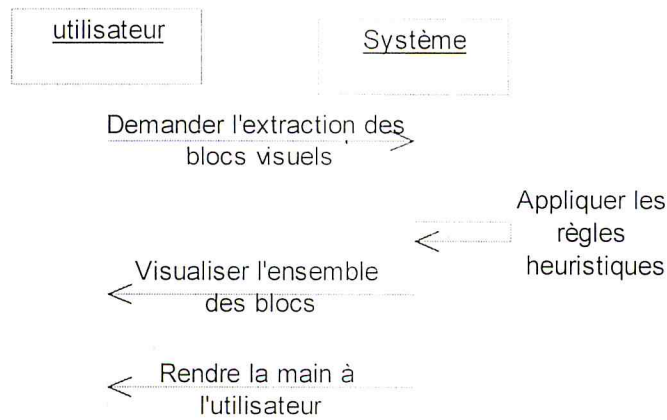 utilisateur
Système
Demander l'extraction des
blocs visuels
Appliquer les
règles
heuristiques
Visualiser l'ensemble
des blocs
Rendre la main à
l'utilisateur